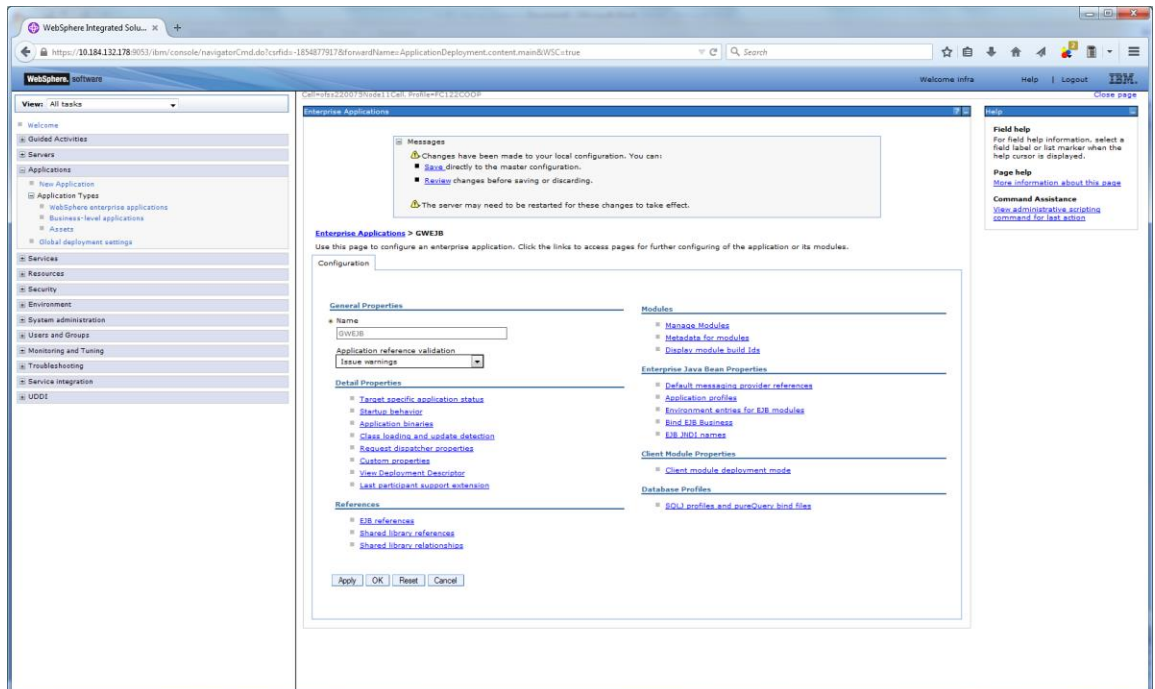 WebSphere Integrated Solu... × +
https://10.184.132.178:9053/ibm/console/navigatorCmd.do?csrfid=-1854877917&forwardName=ApplicationDeployment.content.main&WSC=true
Search
WebSphere. software
Welcome infra
Help | Logout
IBM.
View: All tasks
Welcome
Guided Activities
Servers
Applications
New Application
Application Types
WebSphere enterprise applications
Business-level applications
Assets
Global deployment settings
Services
Resources
Security
Environment
System administration
Users and Groups
Monitoring and Tuning
Troubleshooting
Service integration
UDDI
Cell=ofss220075Node11Cell, Profile=FC122COOP
Close page
Enterprise Applications
Messages
Changes have been made to your local configuration. You can:
Save directly to the master configuration.
Review changes before saving or discarding.
The server may need to be restarted for these changes to take effect.
Enterprise Applications > GWEJB
Use this page to configure an enterprise application. Click the links to access pages for further configuring of the application or its modules.
Configuration
General Properties
* Name
GWEJB
Application reference validation
Issue warnings
Detail Properties
Target specific application status
Startup behavior
Application binaries
Class loading and update detection
Request dispatcher properties
Custom properties
View Deployment Descriptor
Last participant support extension
References
EJB references
Shared library references
Shared library relationships
Modules
Manage Modules
Metadata for modules
Display module build Ids
Enterprise Java Bean Properties
Default messaging provider references
Application profiles
Environment entries for EJB modules
Bind EJB Business
EJB JNDI names
Client Module Properties
Client module deployment mode
Database Profiles
SQLJ profiles and pureQuery bind files
Apply OK Reset Cancel
Help
Field help
For field help information, select a
field label or list marker when the
help cursor is displayed.
Page help
More information about this page
Command Assistance
View administrative scripting
command for last action